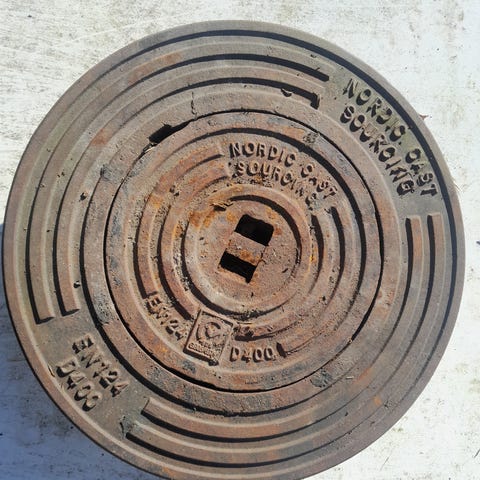 NORDIC CAST
SOURCING
NORDIC CAST
SOURCING
EN124
D400
EN124
D400